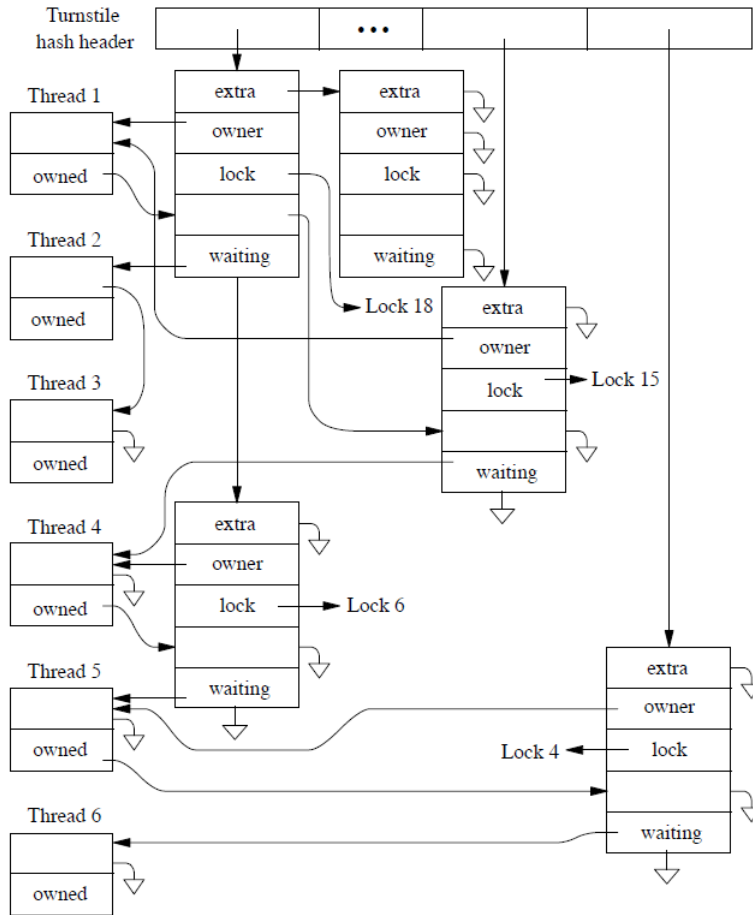 Turnstile
hash header
•••
Thread 1
owned
extra
owner
lock
waiting
extra
owner
lock
waiting
Thread 2
owned
Lock 18
extra
owner
lock
waiting
Lock 15
Thread 3
owned
Thread 4
owned
extra
owner
lock
waiting
Lock 6
Thread 5
owned
extra
owner
lock
waiting
Lock 4
Thread 6
owned